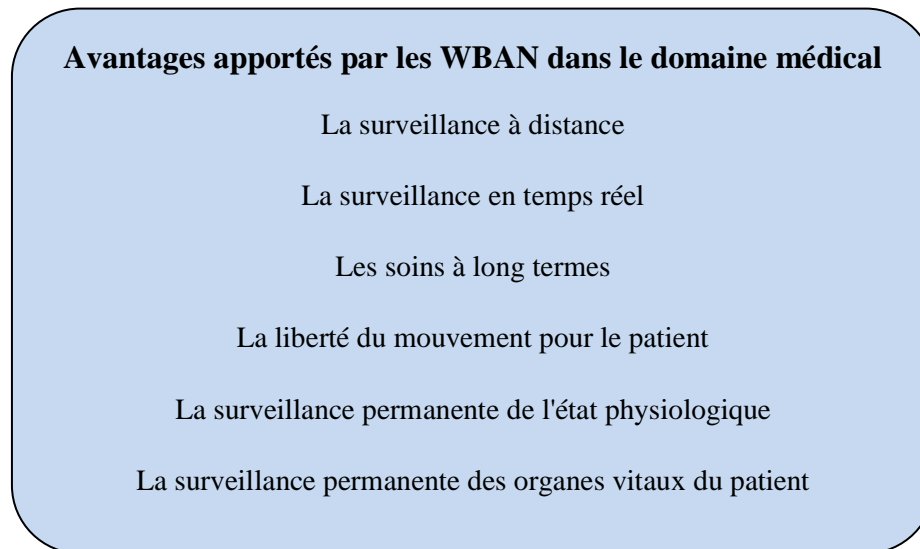 Avantages apportés par les WBAN dans le domaine médical
La surveillance à distance
La surveillance en temps réel
Les soins à long termes
La liberté du mouvement pour le patient
La surveillance permanente de l'état physiologique
La surveillance permanente des organes vitaux du patient